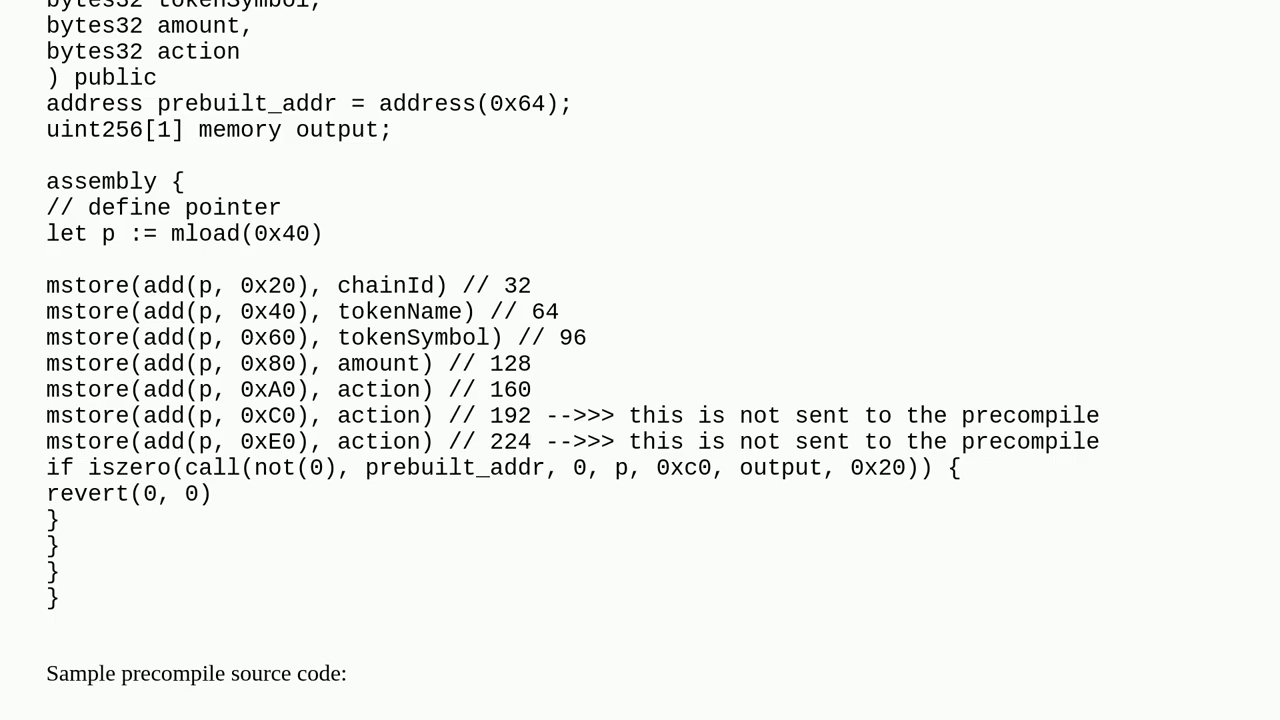 bytes32 tokenSymbol,
bytes32 amount,
bytes32 action
) public
address prebuilt_addr = address(0x64);
uint256[1] memory output;
assembly {
// define pointer
let p := mload(0x40)
mstore(add(p, 0x20), chainId) // 32
mstore(add(p, 0x40), tokenName) // 64
mstore(add(p, 0x60), tokenSymbol) // 96
mstore(add(p, 0x80), amount) // 128
mstore(add(p, 0xA0), action) // 160
mstore(add(p, 0xC0), action) // 192 -->>> this is not sent to the precompile
mstore(add(p, 0xE0), action) // 224 -->>> this is not sent to the precompile
if iszero(call(not(0), prebuilt_addr, 0, p, 0xc0, output, 0x20)) {
revert(0, 0)
}
}
}
}
Sample precompile source code: